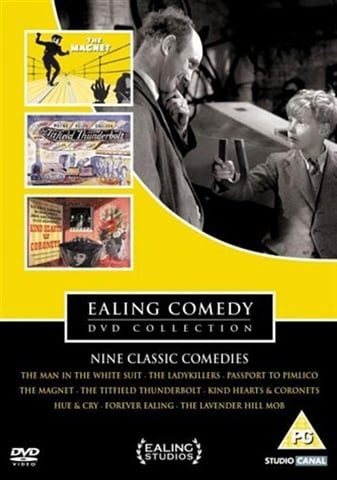 THE
MAGNET
THE
Titfield Thunderbolt
KIND HEARTS
AND
CORONETS
EALING COMEDY
DVD COLLECTION
NINE CLASSIC COMEDIES
THE MAN IN THE WHITE SUIT · THE LADYKILLERS · PASSPORT TO PIMLICO
THE MAGNET · THE TITFIELD THUNDERBOLT · KIND HEARTS & CORONETS
HUE & CRY · FOREVER EALING · THE LAVENDER HILL MOB
DVD
VIDEO
EALING
STUDIOS
PG
STUDIO CANAL